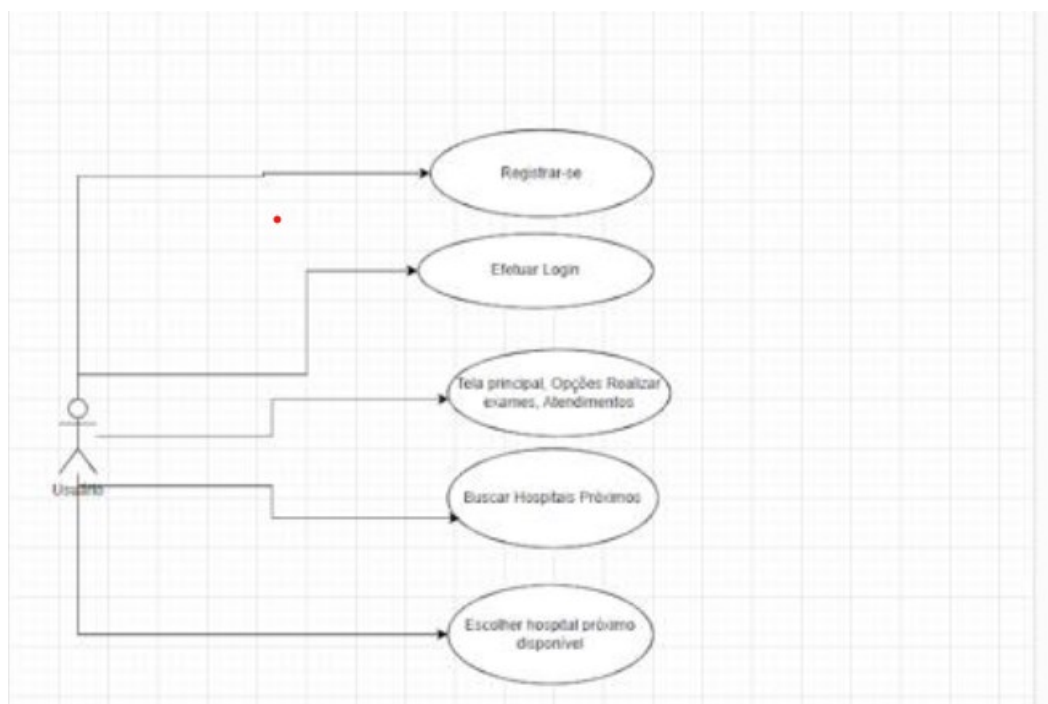 Registrar-se
Efetuar Login
Tela principal, Opções Realizar
exames, Atendimentos
Usuário
Buscar Hospitais Próximos
Escolher hospital próximo
disponível